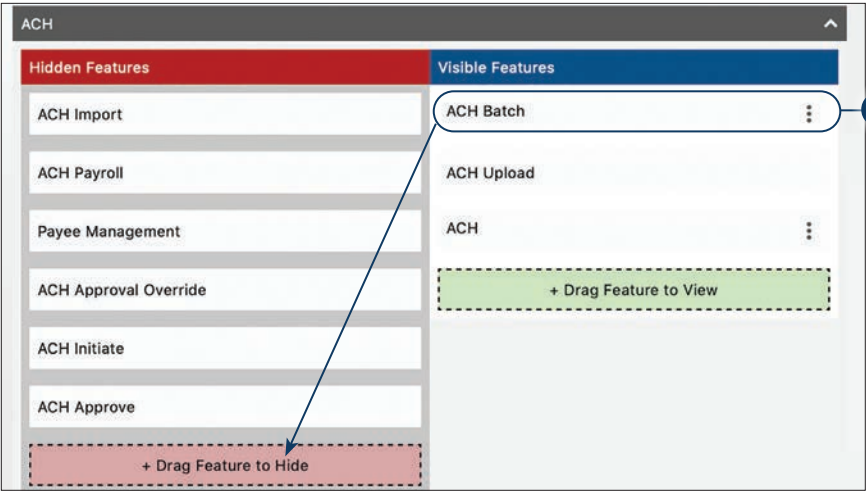 ACH
Hidden Features
ACH Import
ACH Payroll
Payee Management
ACH Approval Override
ACH Initiate
ACH Approve
+ Drag Feature to Hide
Visible Features
ACH Batch
ACH Upload
ACH
+ Drag Feature to View